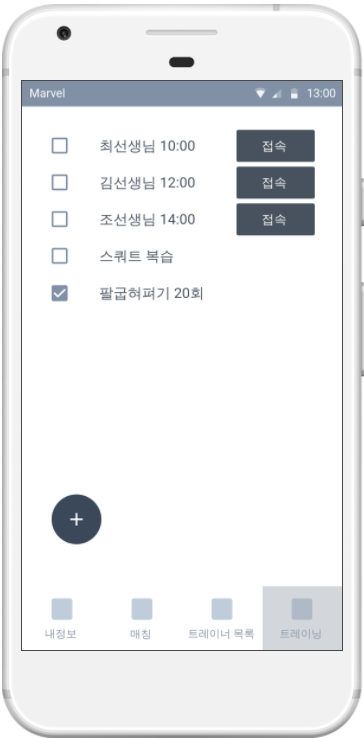 Marvel 13:00
최선생님 10:00 접속
김선생님 12:00 접속
조선생님 14:00 접속
스쿼트 복습
팔굽혀펴기 20회
+
내정보 매칭 트레이너 목록 트레이닝